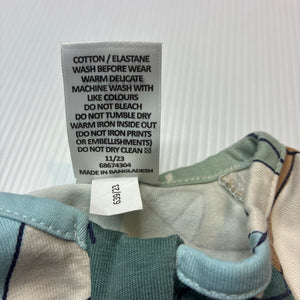 COTTON / ELASTANE
WASH BEFORE WEAR
WARM DELICATE
MACHINE WASH WITH
LIKE COLOURS
DO NOT BLEACH
DO NOT TUMBLE DRY
WARM IRON INSIDE OUT
(DO NOT IRON PRINTS
OR EMBELLISHMENTS)
DO NOT DRY CLEAN
11/23
68674304
MADE IN BANGLADESH